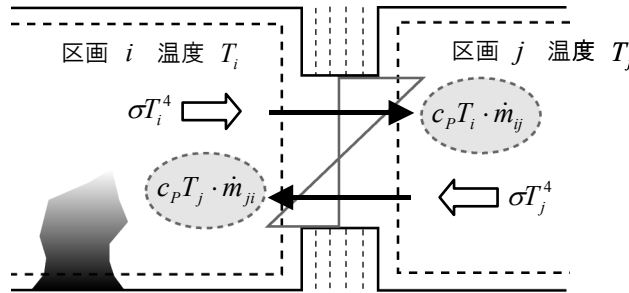 区画 i 温度 T_i
区画 j 温度 T_j
σT_i^4
c_P T_i · ṁ_ij
c_P T_j · ṁ_ji
σT_j^4